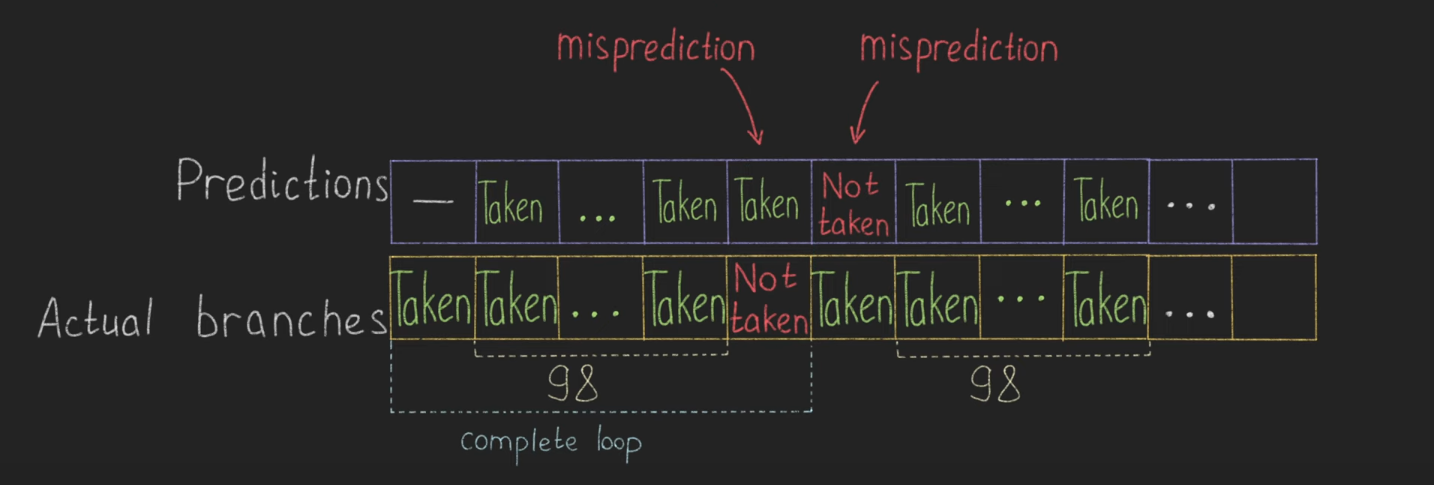 misprediction misprediction
Predictions — Taken ... Taken Taken Not taken Taken ... Taken ...
Actual branches Taken Taken ... Taken Not taken Taken Taken ... Taken ...
98 98
complete loop